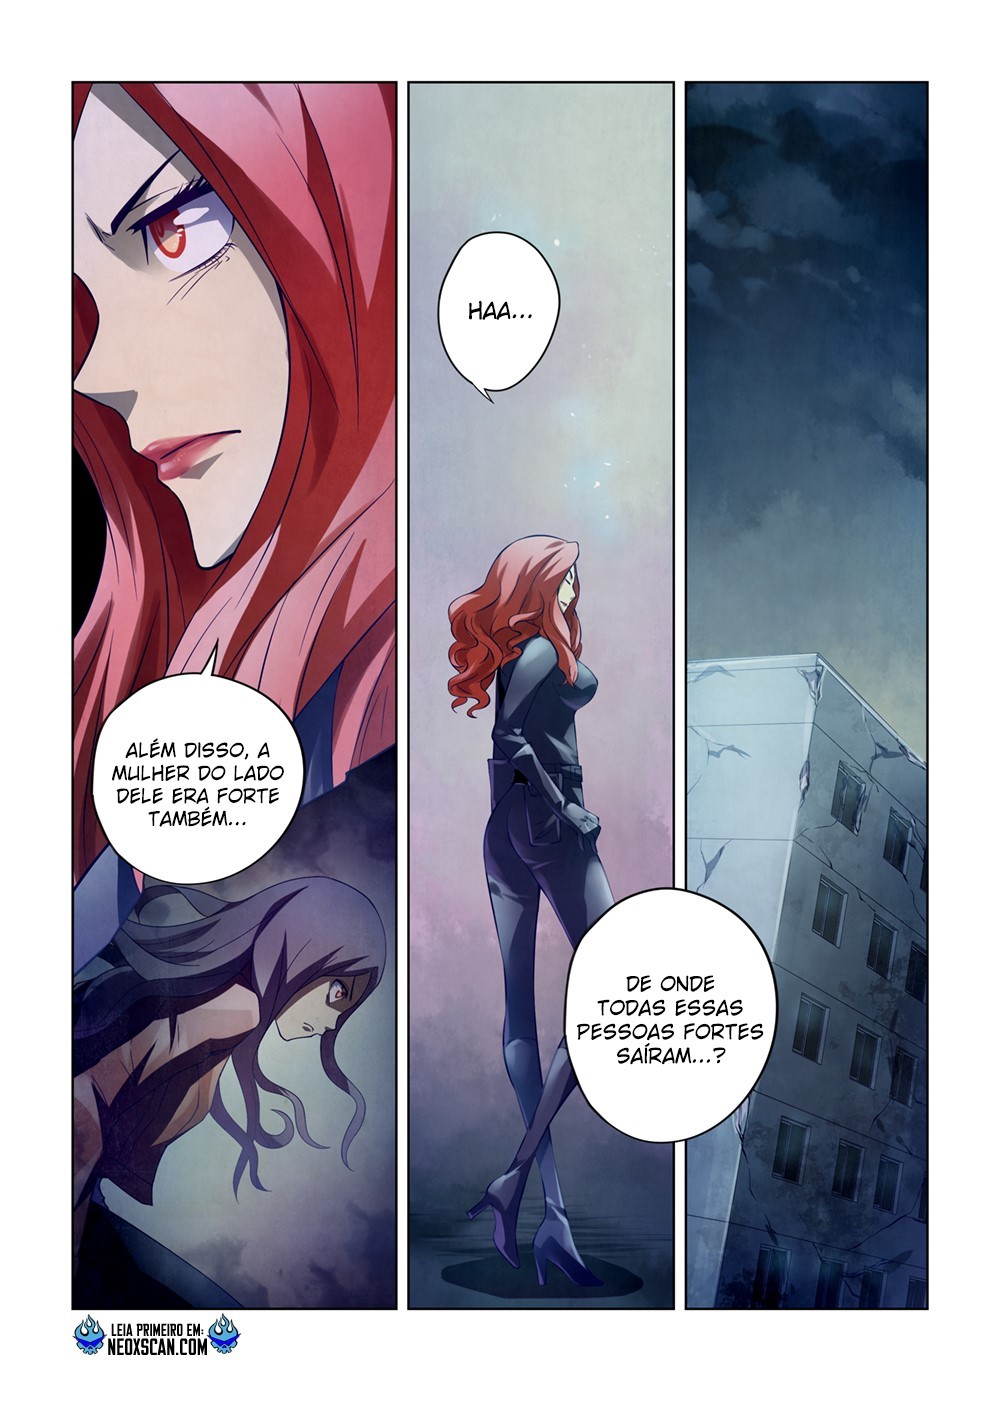 ALÉM DISSO, A
MULHER DO LADO
DELE ERA FORTE
TAMBÉM...
HAA...
DE ONDE
TODAS ESSAS
PESSOAS FORTES
SAÍRAM...?
LEIA PRIMEIRO EM:
NEOXSCAN.COM